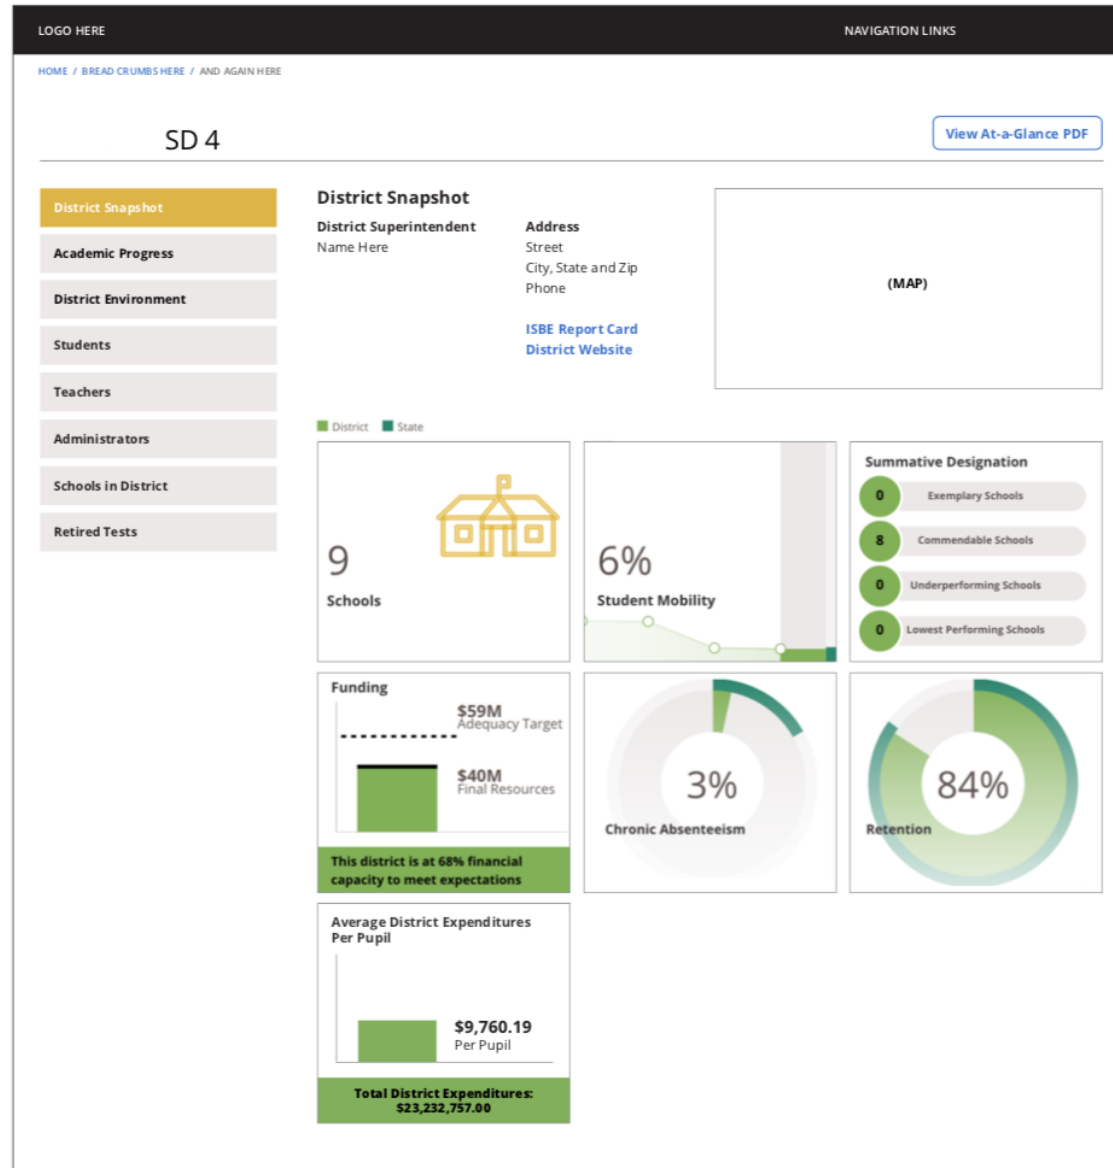 LOGO HERE
NAVIGATION LINKS
HOME / BREAD CRUMBS HERE / AND AGAIN HERE
SD 4
View At-a-Glance PDF
District Snapshot
Academic Progress
District Environment
Students
Teachers
Administrators
Schools in District
Retired Tests
District Snapshot
District Superintendent
Name Here
Address
Street
City, State and Zip
Phone
ISBE Report Card
District Website
(MAP)
District
State
9
Schools
6%
Student Mobility
Summative Designation
0 Exemplary Schools
8 Commendable Schools
0 Underperforming Schools
0 Lowest Performing Schools
Funding
$59M
Adequacy Target
$40M
Final Resources
This district is at 68% financial
capacity to meet expectations
3%
Chronic Absenteeism
84%
Retention
Average District Expenditures
Per Pupil
$9,760.19
Per Pupil
Total District Expenditures:
$23,232,757.00